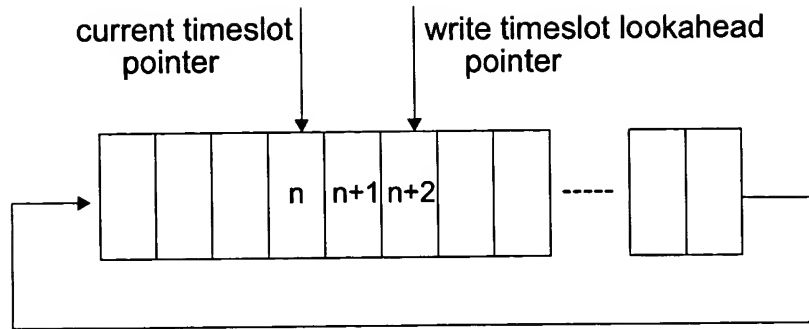 current timeslot
pointer
write timeslot lookahead
pointer
n
n+1
n+2